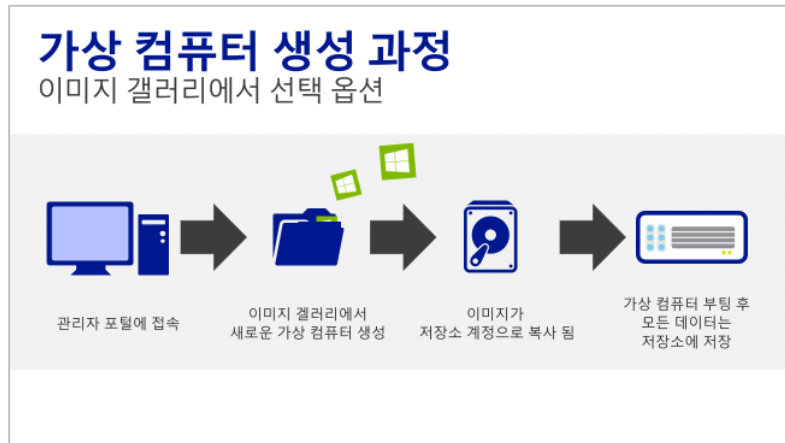 가상 컴퓨터 생성 과정
이미지 갤러리에서 선택 옵션
관리자 포털에 접속
이미지 겔러리에서
새로운 가상 컴퓨터 생성
이미지가
저장소 계정으로 복사 됨
가상 컴퓨터 부팅 후
모든 데이터는
저장소에 저장